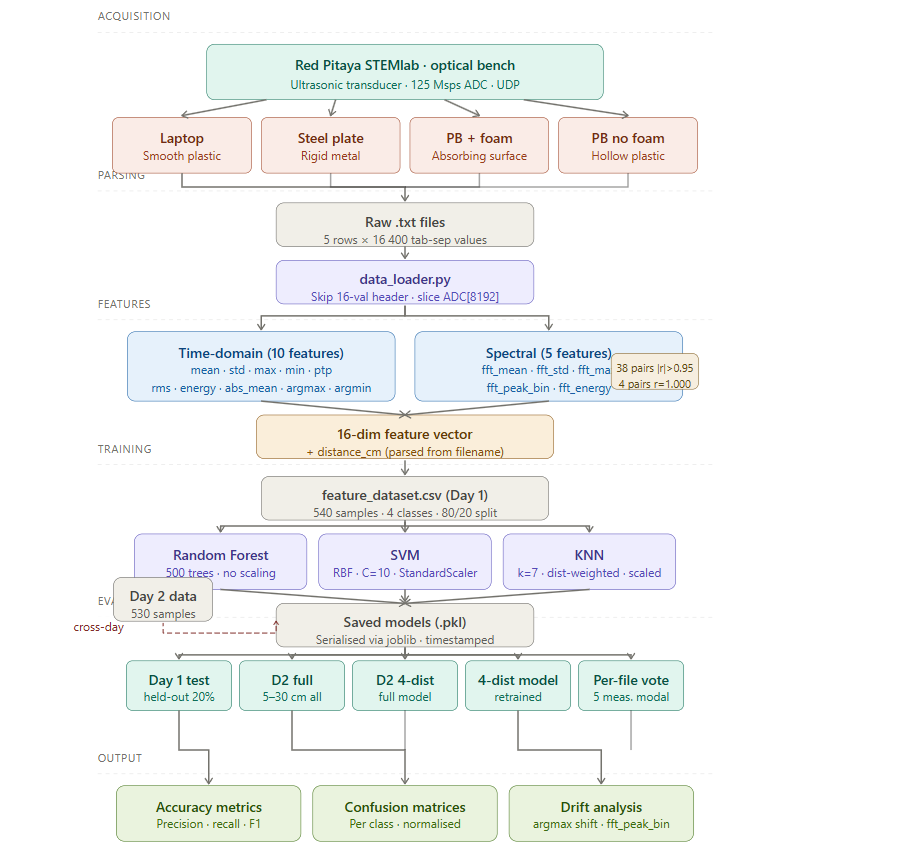 ACQUISITION
Red Pitaya STEMlab · optical bench
Ultrasonic transducer · 125 Msps ADC · UDP
Laptop
Smooth plastic
Steel plate
Rigid metal
PB + foam
Absorbing surface
PB no foam
Hollow plastic
PARSING
Raw .txt files
5 rows × 16 400 tab-sep values
data_loader.py
Skip 16-val header · slice ADC[8192]
FEATURES
Time-domain (10 features)
mean · std · max · min · ptp
rms · energy · abs_mean · argmax · argmin
Spectral (5 features)
fft_mean · fft_std · fft_ma
fft_peak_bin · fft_energy
38 pairs |r|>0.95
4 pairs r=1.000
16-dim feature vector
+ distance_cm (parsed from filename)
TRAINING
feature_dataset.csv (Day 1)
540 samples · 4 classes · 80/20 split
Random Forest
500 trees · no scaling
SVM
RBF · C=10 · StandardScaler
KNN
k=7 · dist-weighted · scaled
EV
Day 2 data
530 samples
cross-day
Saved models (.pkl)
Serialised via joblib · timestamped
Day 1 test
held-out 20%
D2 full
5–30 cm all
D2 4-dist
full model
4-dist model
retrained
Per-file vote
5 meas. modal
OUTPUT
Accuracy metrics
Precision · recall · F1
Confusion matrices
Per class · normalised
Drift analysis
argmax shift · fft_peak_bin